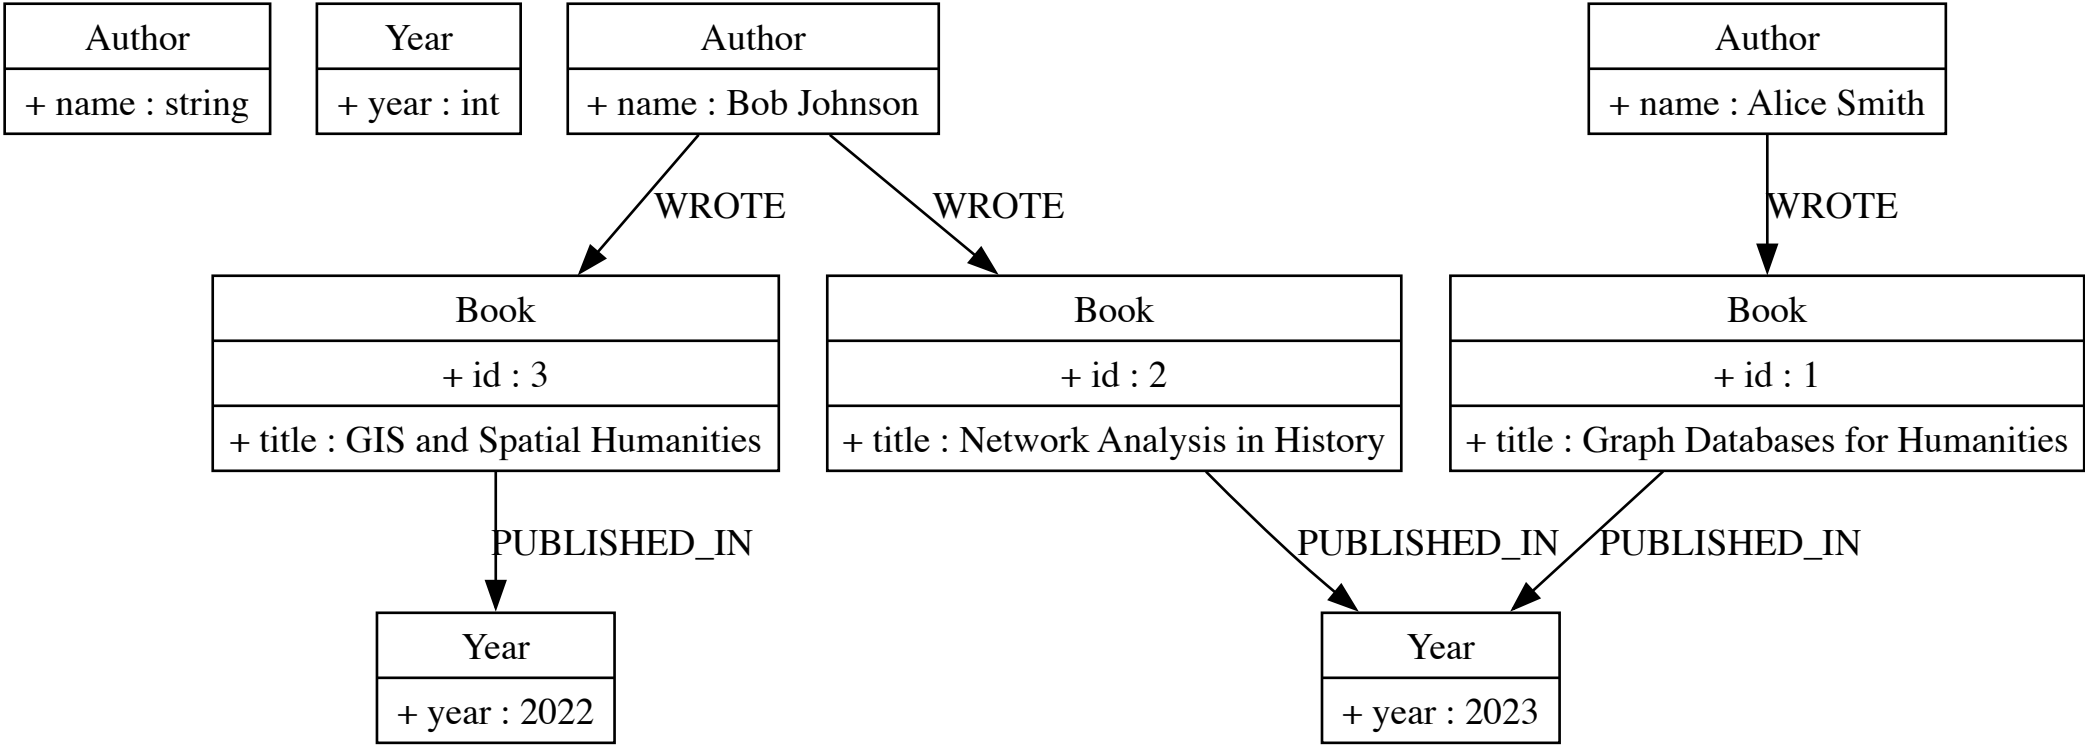 Author
+ name : string
Year
+ year : int
Author
+ name : Bob Johnson
Author
+ name : Alice Smith
WROTE
WROTE
WROTE
Book
+ id : 3
+ title : GIS and Spatial Humanities
Book
+ id : 2
+ title : Network Analysis in History
Book
+ id : 1
+ title : Graph Databases for Humanities
PUBLISHED_IN
PUBLISHED_IN
PUBLISHED_IN
Year
+ year : 2022
Year
+ year : 2023